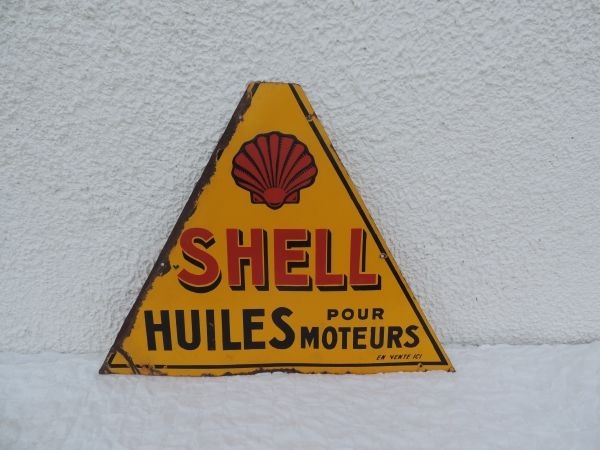 SHELL
HUILES POUR MOTEURS
EN VENTE ICI